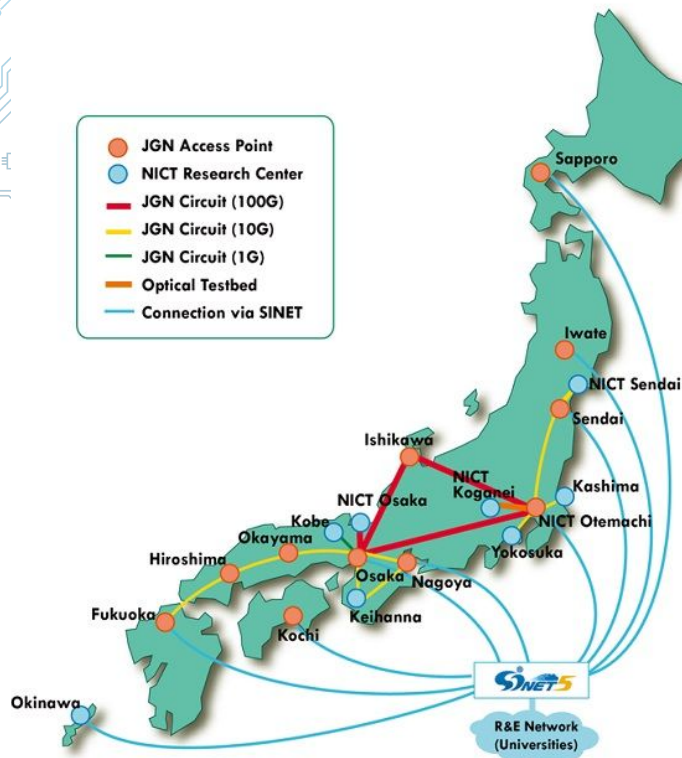 JGN Access Point
NICT Research Center
JGN Circuit (100G)
JGN Circuit (10G)
JGN Circuit (1G)
Optical Testbed
Connection via SINET
Sapporo
Iwate
NICT Sendai
Sendai
Ishikawa
NICT
Koganei
Kashima
NICT Osaka
NICT Otemachi
Kobe
Okayama
Yokosuka
Hiroshima
Osaka
Nagoya
Fukuoka
Keihanna
Kochi
SINET5
Okinawa
R&E Network
(Universities)